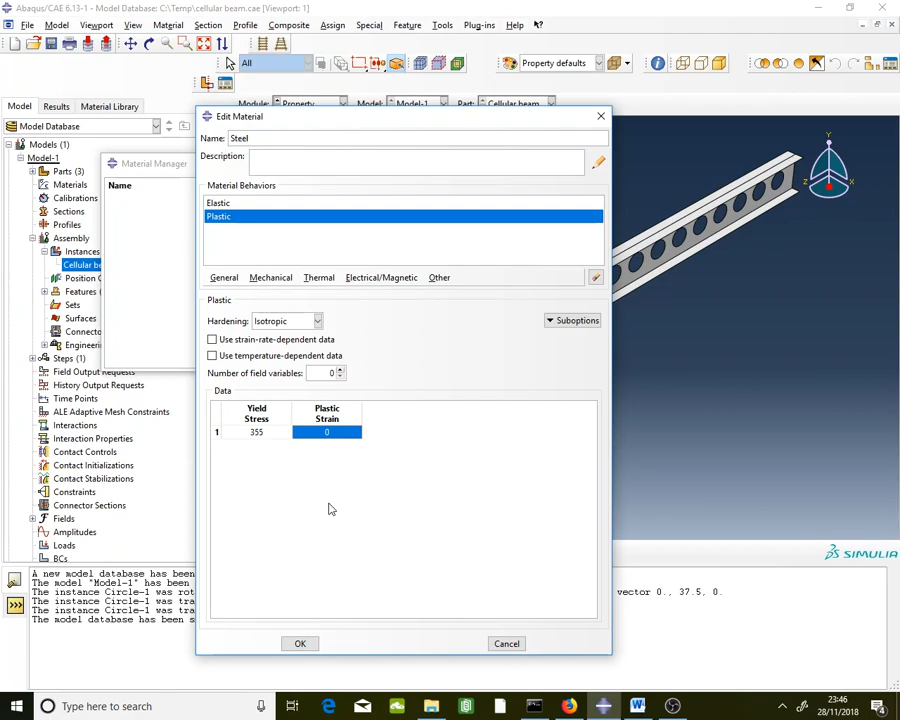 Abaqus/CAE 6.13-1 - Model Database: C:\Temp\cellular beam.cae [Viewport: 1]
File Model Viewport View Material Section Profile Composite Assign Special Feature Tools Plug-ins Help
All Property defaults
Module: Property Model: Model-1 Part: Cellular beam
Model Results Material Library
Model Database
Models (1)
Model-1
Parts (3)
Materials
Calibrations
Sections
Profiles
Assembly
Instances
Cellular be
Position C
Features
Sets
Surfaces
Connecto
Engineeri
Steps (1)
Field Output Requests
History Output Requests
Time Points
ALE Adaptive Mesh Constraints
Interactions
Interaction Properties
Contact Controls
Contact Initializations
Contact Stabilizations
Constraints
Connector Sections
Fields
Amplitudes
Loads
BCs
Material Manager
Name
Edit Material
Name: Steel
Description:
Material Behaviors
Elastic
Plastic
General Mechanical Thermal Electrical/Magnetic Other
Plastic
Hardening: Isotropic
Suboptions
Use strain-rate-dependent data
Use temperature-dependent data
Number of field variables: 0
Data
Yield Stress Plastic Strain
1 355 0
OK Cancel
Y
Z X
SIMULIA
A new model database has been
The model "Model-1" has been
The instance Circle-1 was rot
vector 0., 37.5, 0.
The instance Circle-1 was tra
The instance Circle-1 was tra
The model database has been s
Type here to search
23:46
28/11/2018
4